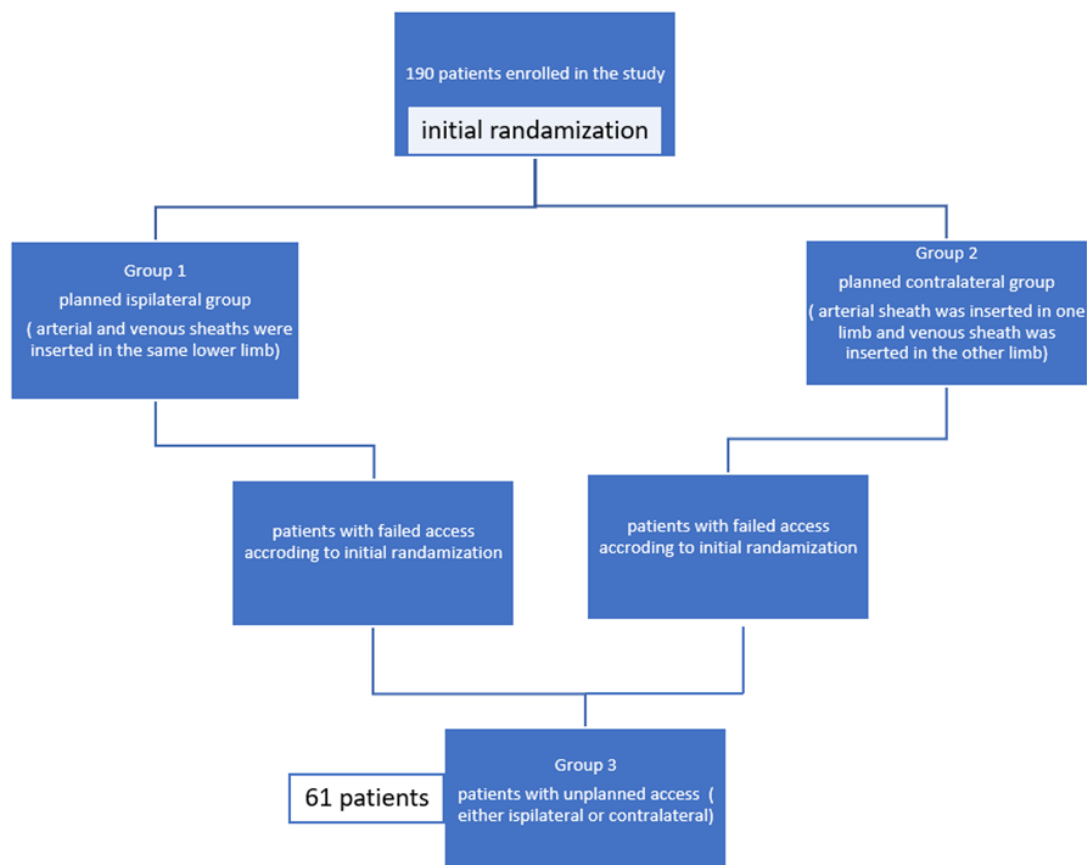 190 patients enrolled in the study
initial randamization
Group 1
planned ispilateral group
( arterial and venous sheaths were
inserted in the same lower limb)
Group 2
planned contralateral group
( arterial sheath was inserted in one
limb and venous sheath was
inserted in the other limb)
patients with failed access
accroding to initial randamization
patients with failed access
accroding to initial randamization
61 patients
Group 3
patients with unplanned access (
either ispilateral or contralateral)